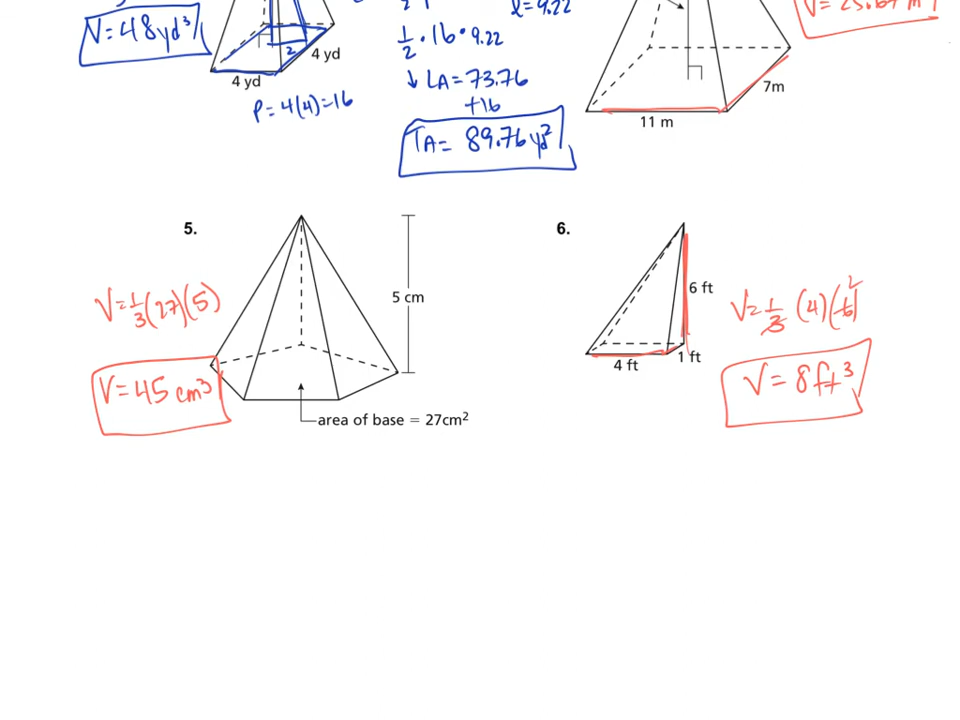 V=48yd³
4 yd
2
4 yd
P=4(4)=16
l=9.22
1/2·16·9.22
↓ LA=73.76
+16
TA= 89.76yd²
11 m
7m
5.
5 cm
V=1/3(27)(5)
V=45 cm³
area of base = 27cm²
6.
6 ft
4 ft
1 ft
V=1/3 (4)(6) 2
V= 8ft³